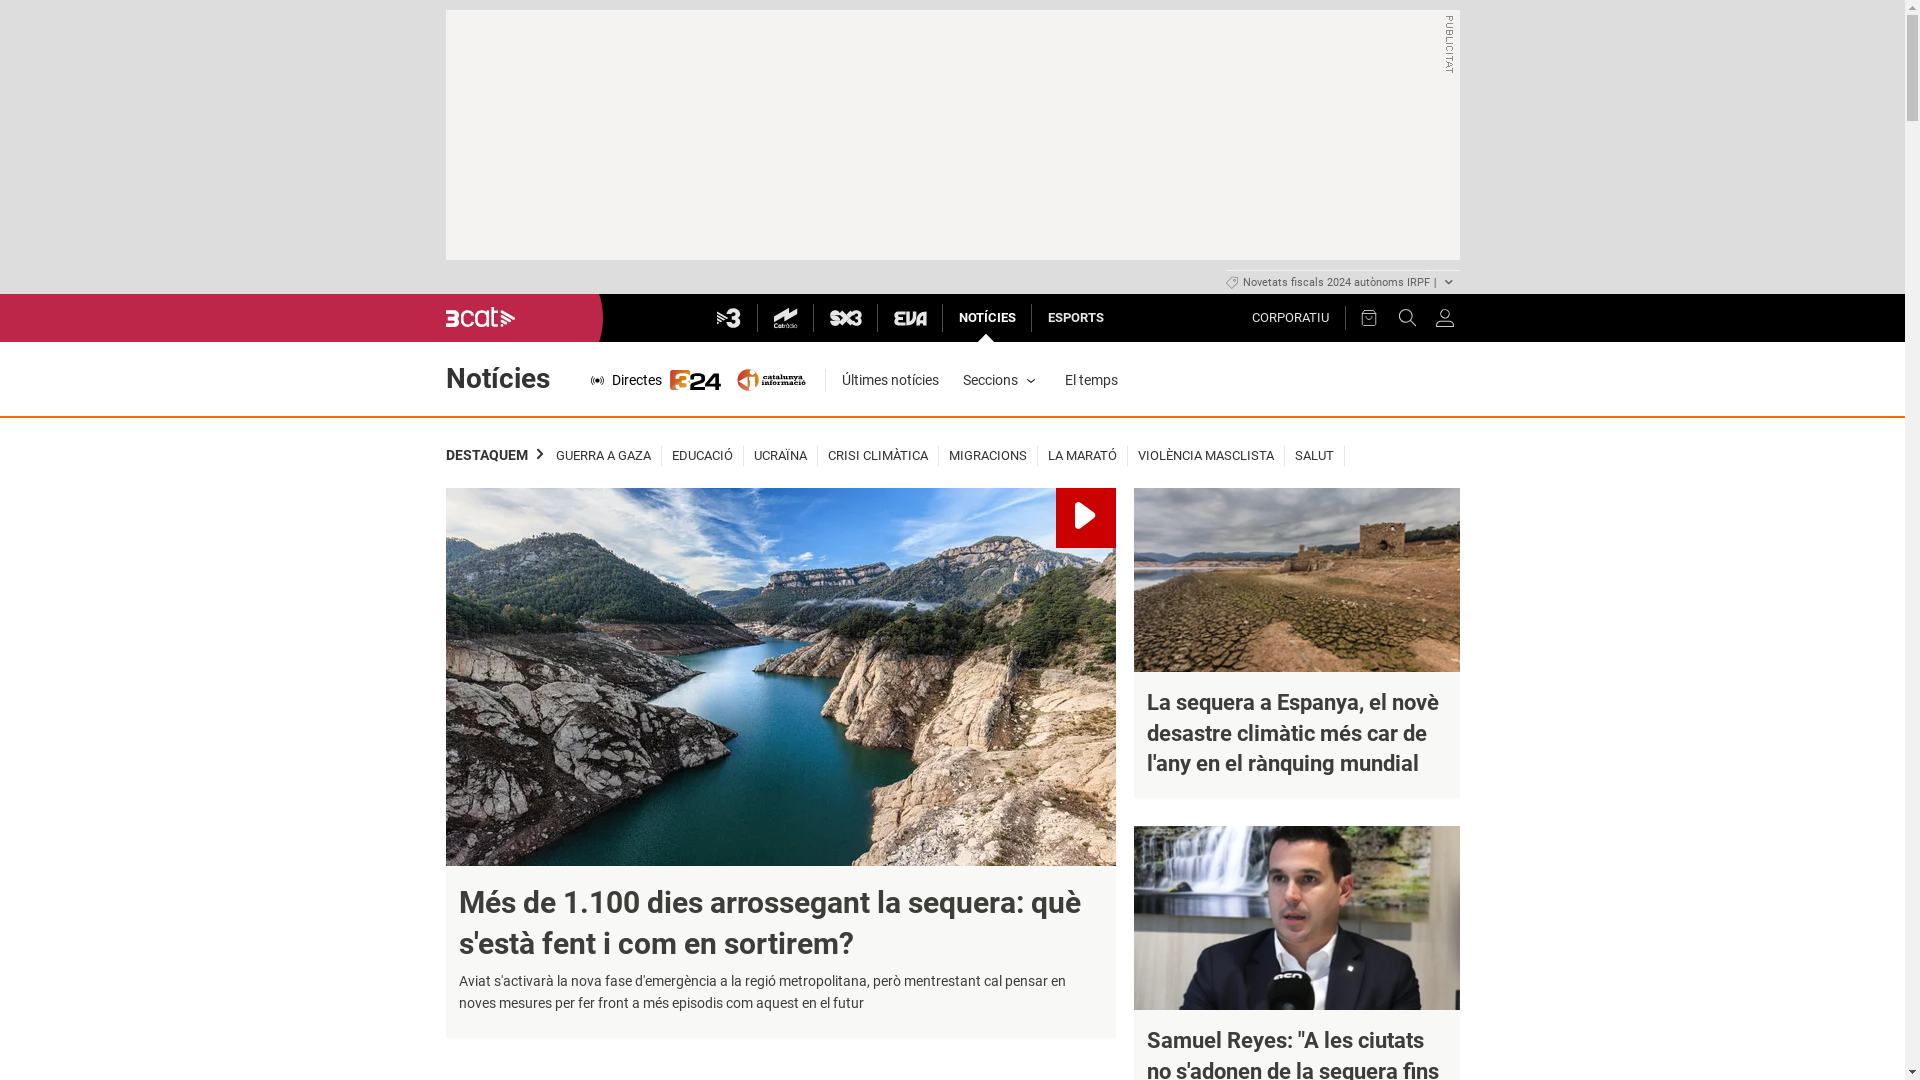 PUBLICITAT
Novetats fiscals 2024 autònoms IRPF |
3cat
3
Catràdio
SX3
EVA
NOTÍCIES
ESPORTS
CORPORATIU
Notícies
Directes
324
catalunya
informació
Últimes notícies
Seccions
El temps
DESTAQUEM
GUERRA A GAZA
EDUCACIÓ
UCRAÏNA
CRISI CLIMÀTICA
MIGRACIONS
LA MARATÓ
VIOLÈNCIA MASCLISTA
SALUT
Més de 1.100 dies arrossegant la sequera: què
s'està fent i com en sortirem?
Aviat s'activarà la nova fase d'emergència a la regió metropolitana, però mentrestant cal pensar en
noves mesures per fer front a més episodis com aquest en el futur
La sequera a Espanya, el novè
desastre climàtic més car de
l'any en el rànquing mundial
acn
Samuel Reyes: "A les ciutats
no s'adonen de la sequera fins